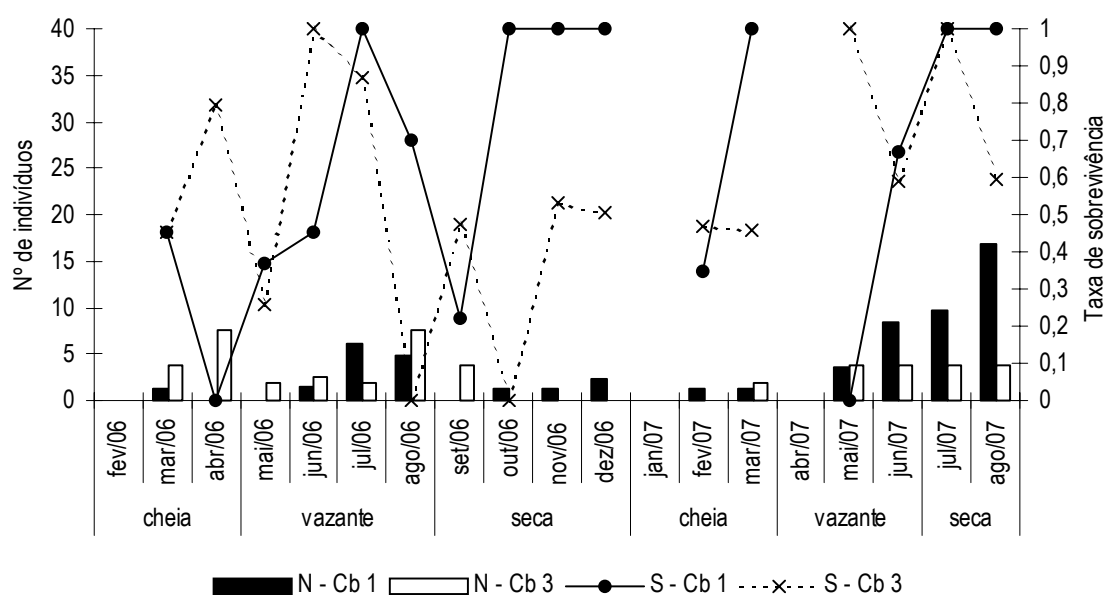 Nº de indivíduos
40
35
30
25
20
15
10
5
0
Taxa de sobrevivência
1
0,9
0,8
0,7
0,6
0,5
0,4
0,3
0,2
0,1
0
fev/06
mar/06
abr/06
mai/06
jun/06
jul/06
ago/06
set/06
out/06
nov/06
dez/06
jan/07
fev/07
mar/07
abr/07
mai/07
jun/07
jul/07
ago/07
cheia vazante seca cheia vazante seca
N - Cb 1 N - Cb 3 S - Cb 1 S - Cb 3